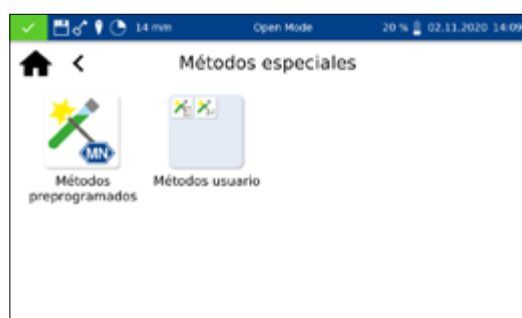 14 mm Open Mode 20 % 02.11.2020 14:09
Métodos especiales
MN
Métodos
preprogramados
Métodos usuario